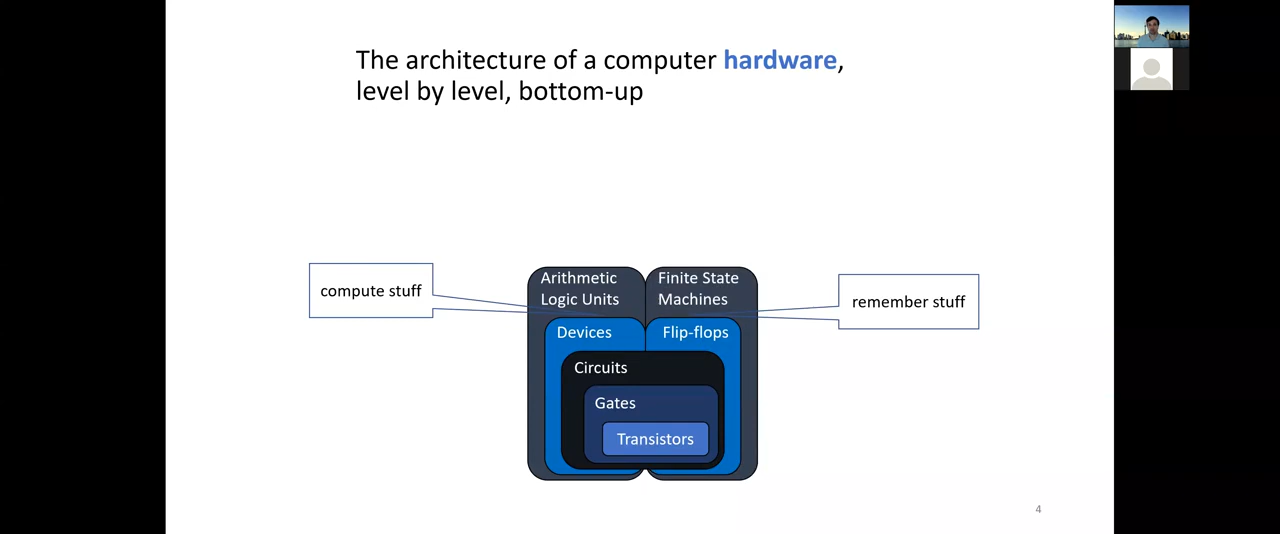 The architecture of a computer hardware,
level by level, bottom-up
compute stuff
Arithmetic
Logic Units
Finite State
Machines
remember stuff
Devices
Flip-flops
Circuits
Gates
Transistors
4